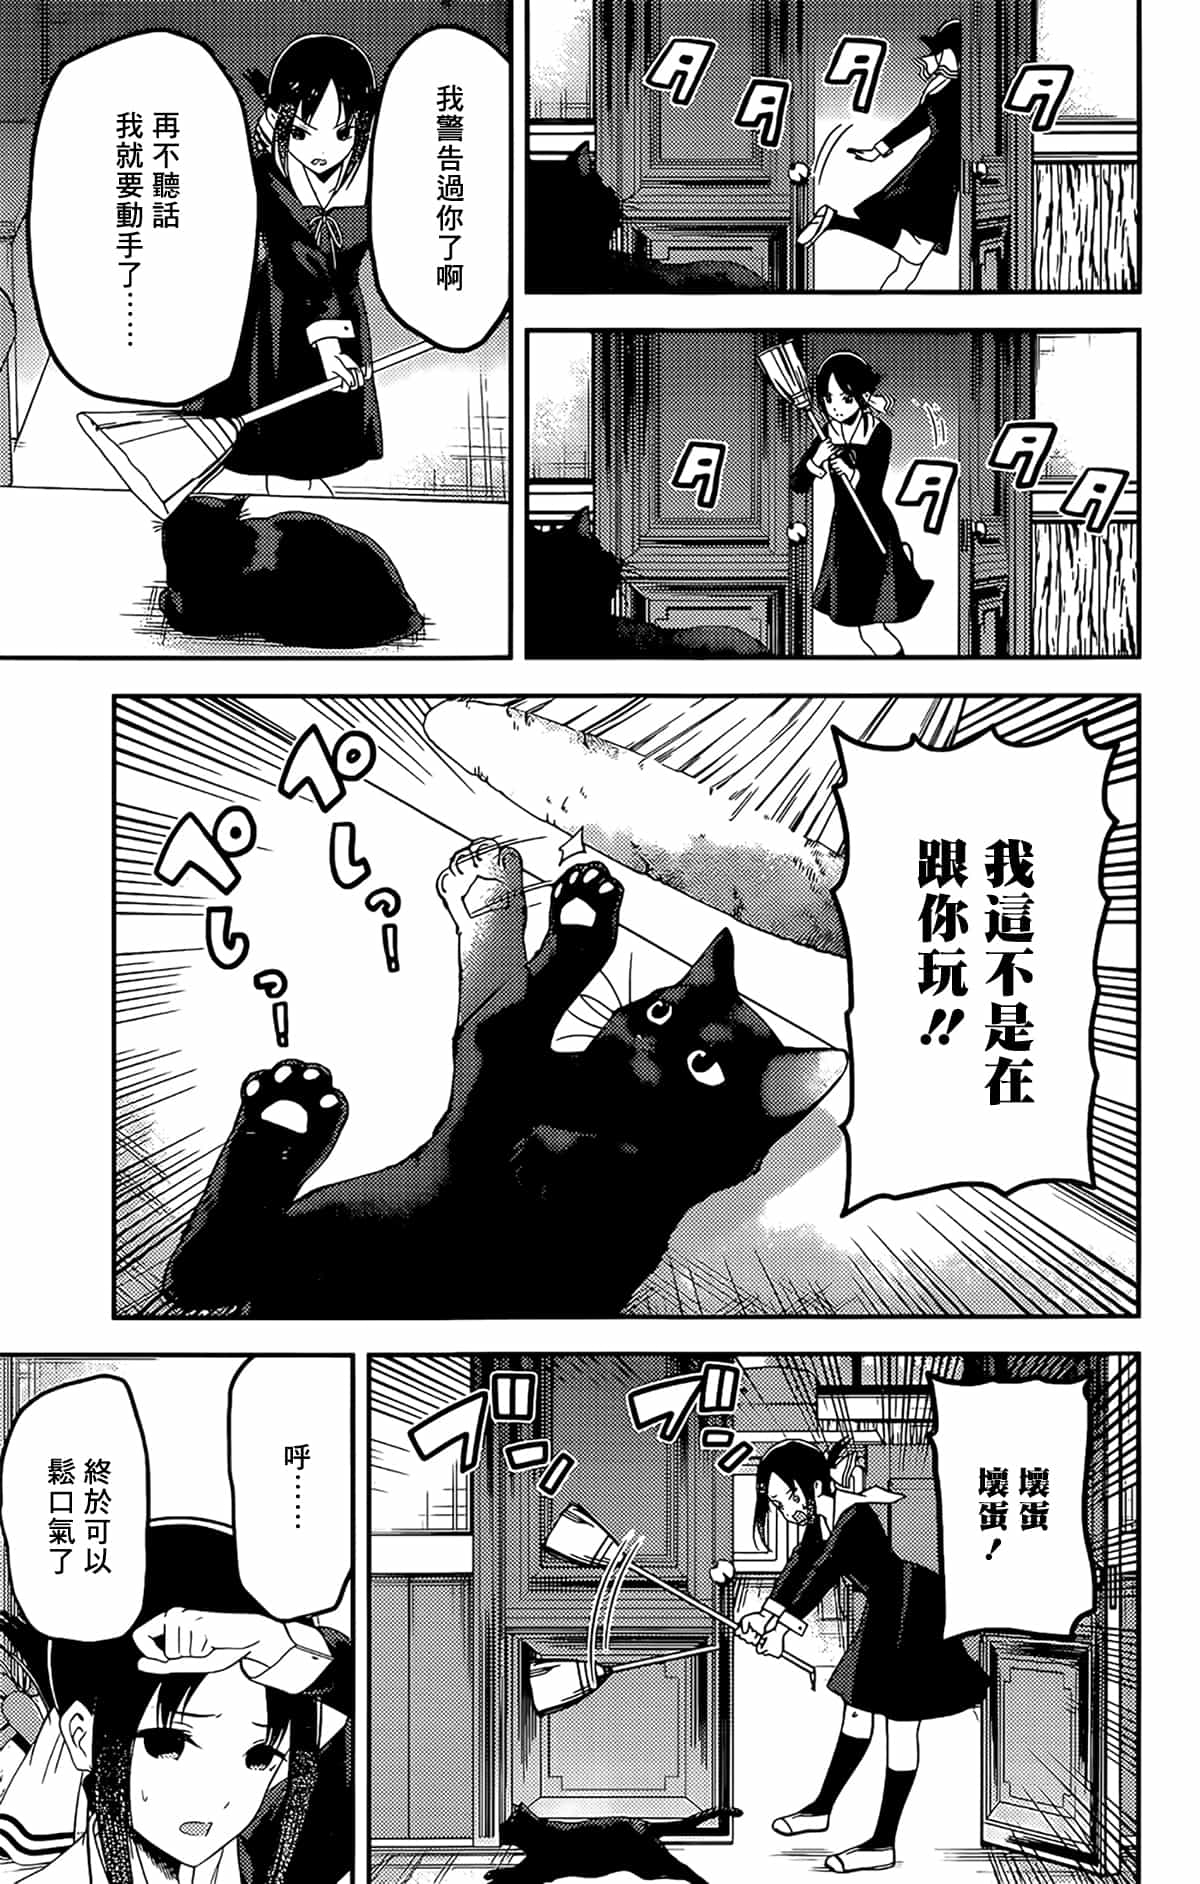 タタタタ
タタタタ
我警告過你了啊
再不聽話
我就要動手了……
我這不是在
跟你玩!!
ぺしっ!
ぺしっ!
壞蛋
壞蛋!
ブン
ブン
呼……
終於可以
鬆口氣了